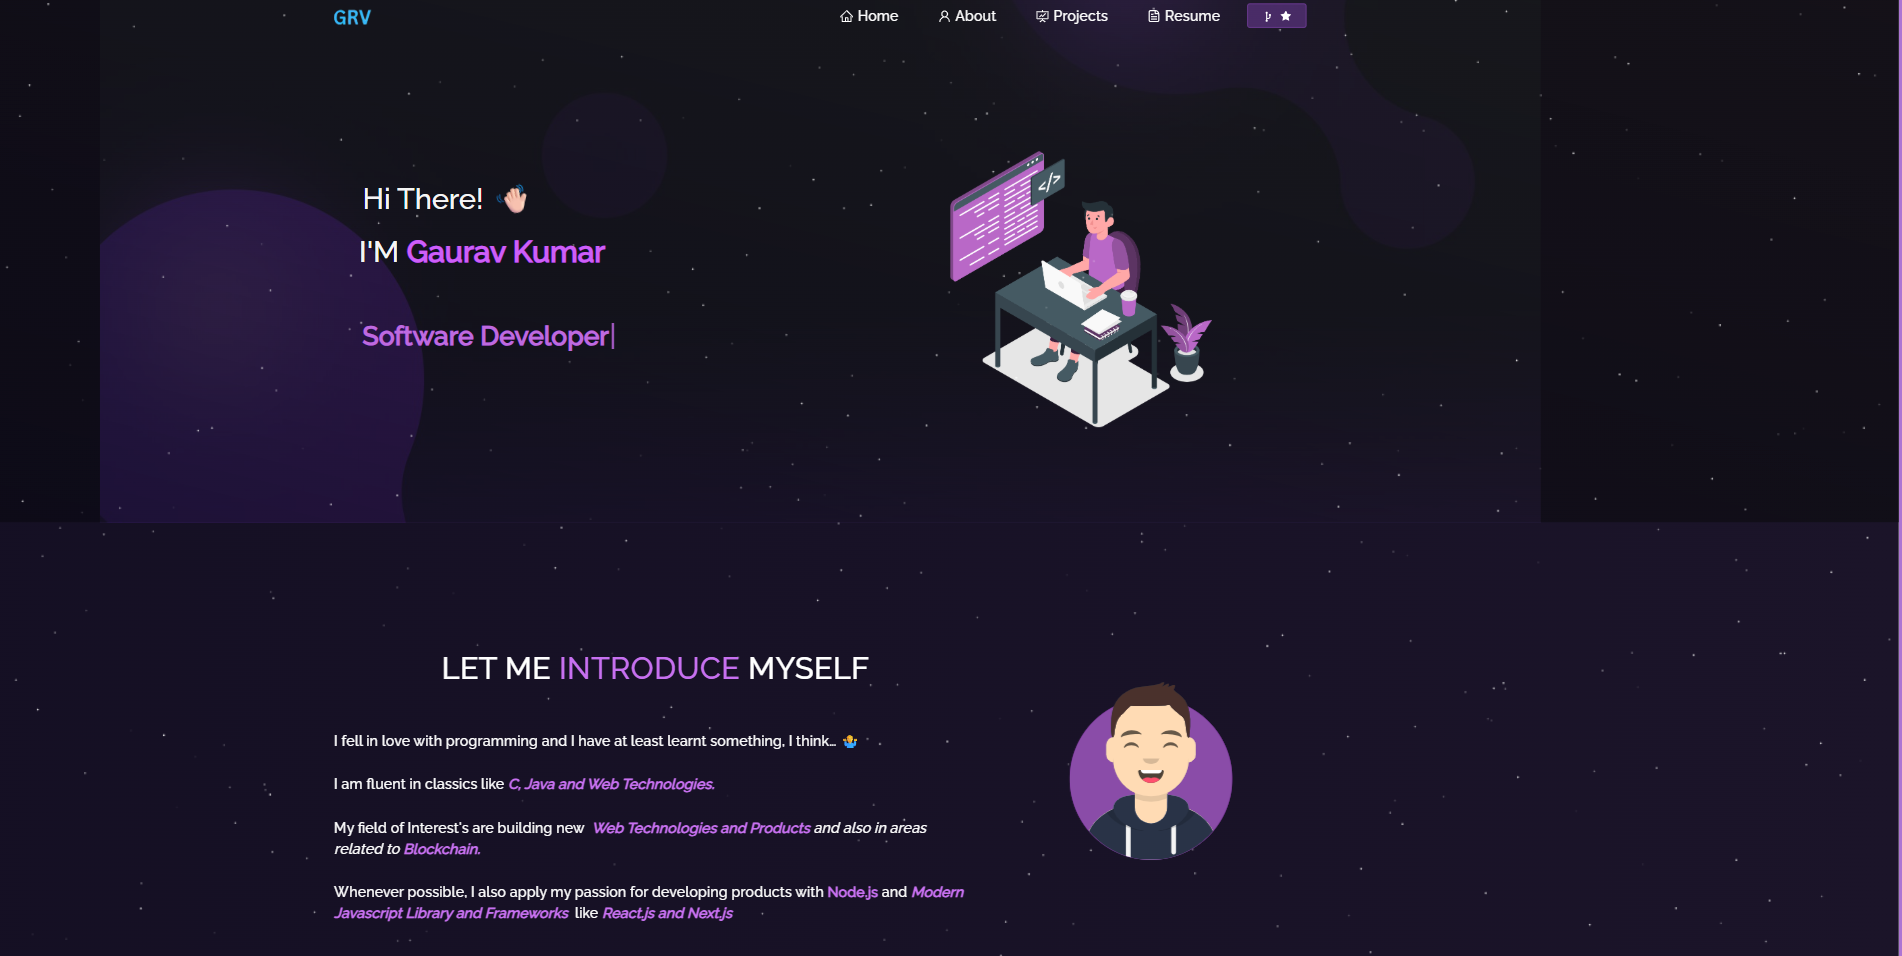 GRV
Home About Projects Resume
Hi There!
I'M Gaurav Kumar
</>
Software Developer|
LET ME INTRODUCE MYSELF
I fell in love with programming and I have at least learnt something, I think...
I am fluent in classics like C, Java and Web Technologies.
My field of Interest's are building new Web Technologies and Products and also in areas
related to Blockchain.
Whenever possible, I also apply my passion for developing products with Node.js and Modern
Javascript Library and Frameworks like React.js and Next.js